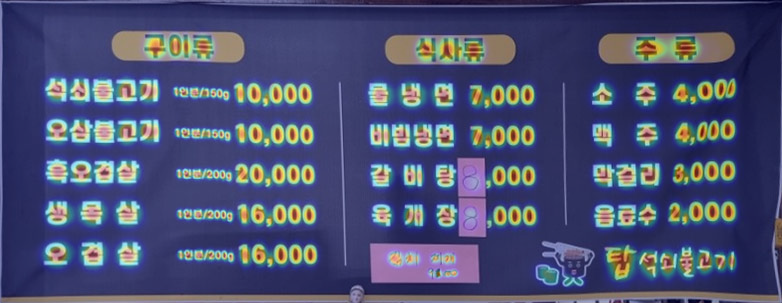 구이류
석쇠불고기 1인분/150g 10,000
오삼불고기 1인분/150g 10,000
흑오겹살 1인분/200g 20,000
생목살 1인분/200g 16,000
오겹살 1인분/200g 16,000
식사류
물냉면 7,000
비빔냉면 7,000
갈비탕 8,000
육개장 8,000
주류
소주 4,000
맥주 4,000
막걸리 3,000
음료수 2,000
탑석쇠불고기